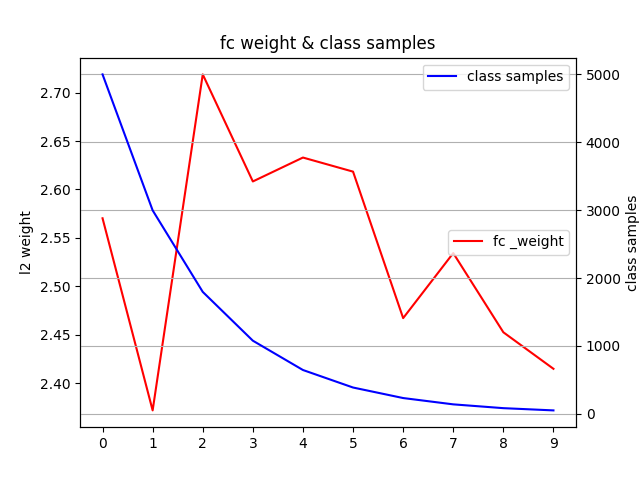 fc weight & class samples
class samples
fc _weight
l2 weight
2.70
2.65
2.60
2.55
2.50
2.45
2.40
5000
4000
3000
2000
1000
0
class samples
0 1 2 3 4 5 6 7 8 9